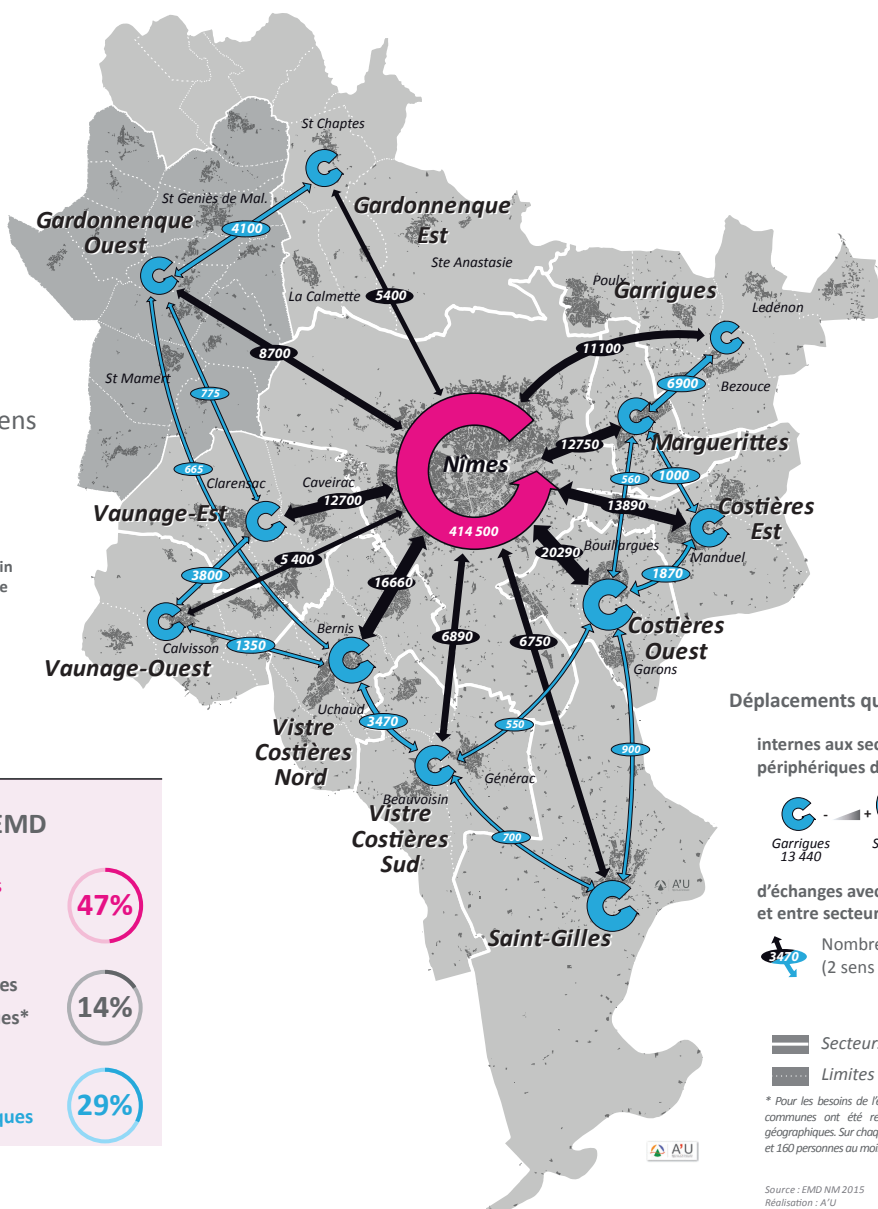 St Chaptes
St Geniès de Mal.
Gardonnenque
Ouest
4100
Gardonnenque
Est
Ste Anastasie
La Calmette
5400
Poulx
Garrigues
Ledénon
8700
11100
St Mamert
775
6900
Bezouce
ens
12750
Marguerittes
Nîmes
665
Clarensac
Caveirac
560
1000
12700
Vaunage-Est
13890
Costières
Est
414 500
20290
Bouillargues
Manduel
5 400
in
e
3800
16660
1870
Bernis
6890
6750
Costières
Ouest
Calvisson
1350
Vaunage-Ouest
Garons
Uchaud
3470
550
Vistre
Costières
Nord
900
Générac
Beauvoisin
Vistre
Costières
Sud
700
A'U
Saint-Gilles
Déplacements qu
internes aux sec
périphériques d
- +
Garrigues
13 440
S
d'échanges avec
et entre secteur
3470
Nombre
(2 sens
Secteur
Limites
* Pour les besoins de l'é
communes ont été re
géographiques. Sur chaq
et 160 personnes au moi
Source : EMD NM 2015
Réalisation : A'U
EMD
s
47%
es
ies*
14%
29%
ques
A'U